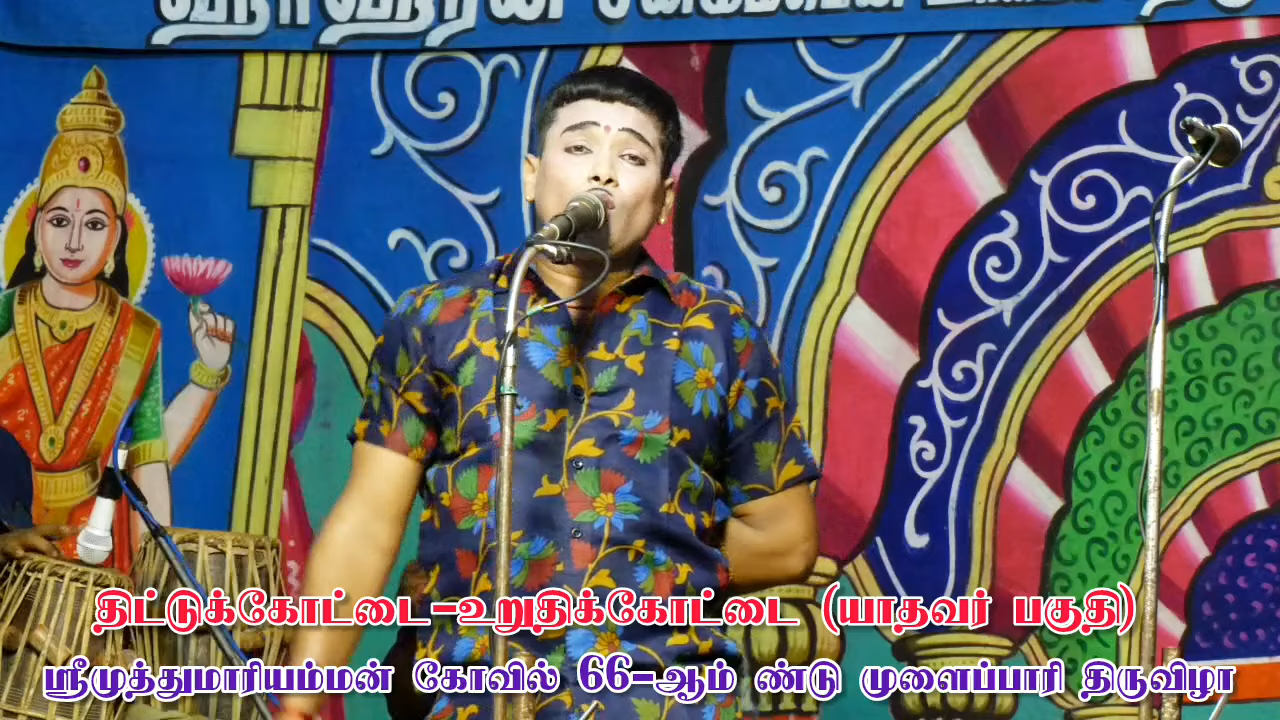 திட்டுக்கோட்டை-உறுதிக்கோட்டை (யாதவர் பகுதி)
ஸ்ரீமுத்துமாரியம்மன் கோவில் 66-ஆம் ண்டு முளைப்பாரி திருவிழா